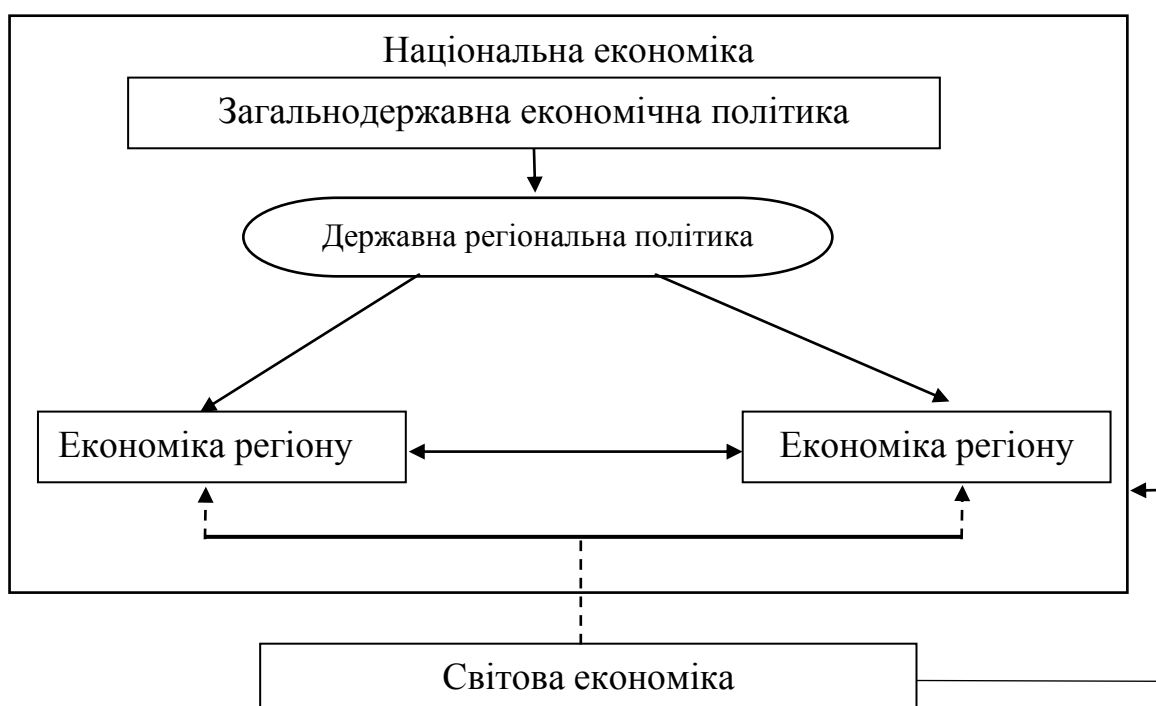 Національна економіка
Загальнодержавна економічна політика
Державна регіональна політика
Економіка регіону
Економіка регіону
Світова економіка